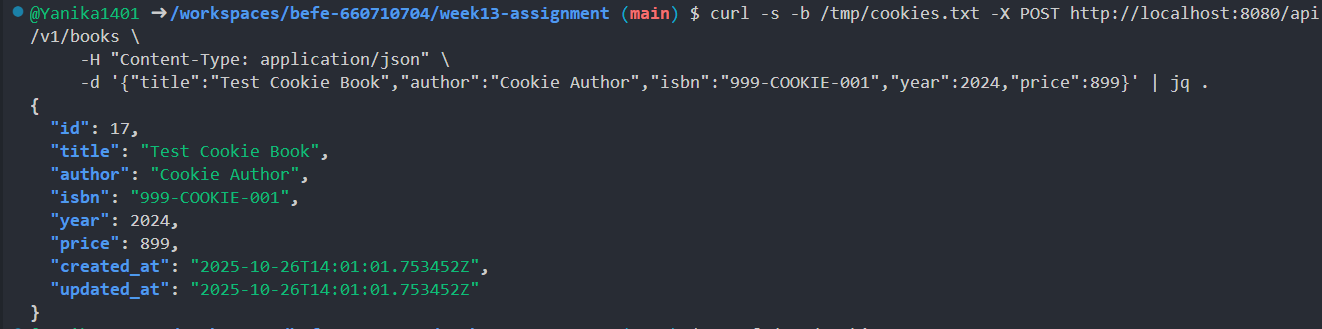 @Yanika1401 ➜ /workspaces/befe-660710704/week13-assignment (main) $ curl -s -b /tmp/cookies.txt -X POST http://localhost:8080/api
/v1/books \
-H "Content-Type: application/json" \
-d '{"title":"Test Cookie Book","author":"Cookie Author","isbn":"999-COOKIE-001","year":2024,"price":899}' | jq .
{
"id": 17,
"title": "Test Cookie Book",
"author": "Cookie Author",
"isbn": "999-COOKIE-001",
"year": 2024,
"price": 899,
"created_at": "2025-10-26T14:01:01.753452Z",
"updated_at": "2025-10-26T14:01:01.753452Z"
}